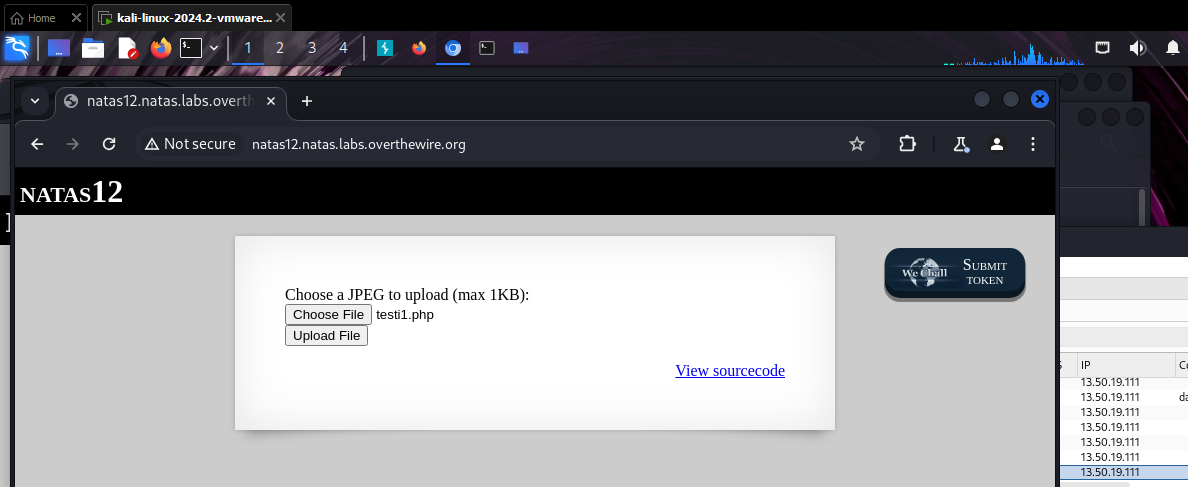 Home
kali-linux-2024.2-vmware...
1 2 3 4
natas12.natas.labs.overth
Not secure natas12.natas.labs.overthewire.org
NATAS12
Choose a JPEG to upload (max 1KB):
Choose File testi1.php
Upload File
View sourcecode
We Chall SUBMIT TOKEN
IP
13.50.19.111
13.50.19.111
13.50.19.111
13.50.19.111
13.50.19.111
13.50.19.111
13.50.19.111